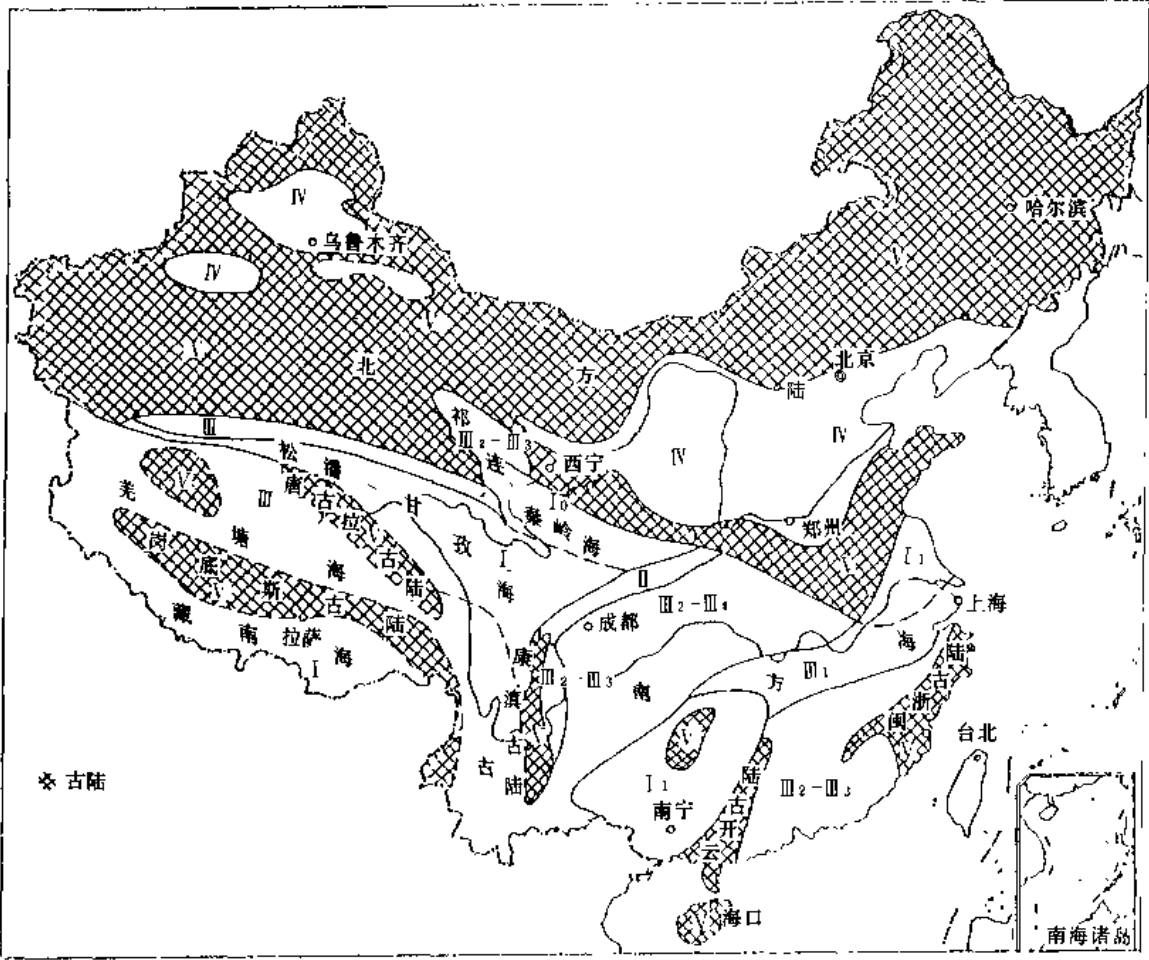 Ⅳ
哈尔滨
乌鲁木齐
Ⅳ
Ⅴ
北方陆
北京
Ⅲ
祁连
Ⅲ₂-Ⅲ₃
Ⅳ
Ⅳ
西宁
松潘甘孜海
唐古拉古陆
Ⅴ
羌塘海
Ⅲ
秦岭海
郑州
Ⅰ
Ⅴ
冈底斯古陆
Ⅴ
Ⅱ
Ⅰ₁
Ⅲ₂-Ⅲ₄
上海
成都
藏南拉萨海
Ⅰ
康滇古陆
Ⅲ₂-Ⅲ₃
南方海
Ⅲ₁
闽浙古陆
Ⅴ
台北
古陆
古
Ⅰ₁
南宁
云开古陆
Ⅲ₂-Ⅲ₃
Ⅴ
海口
南海诸岛